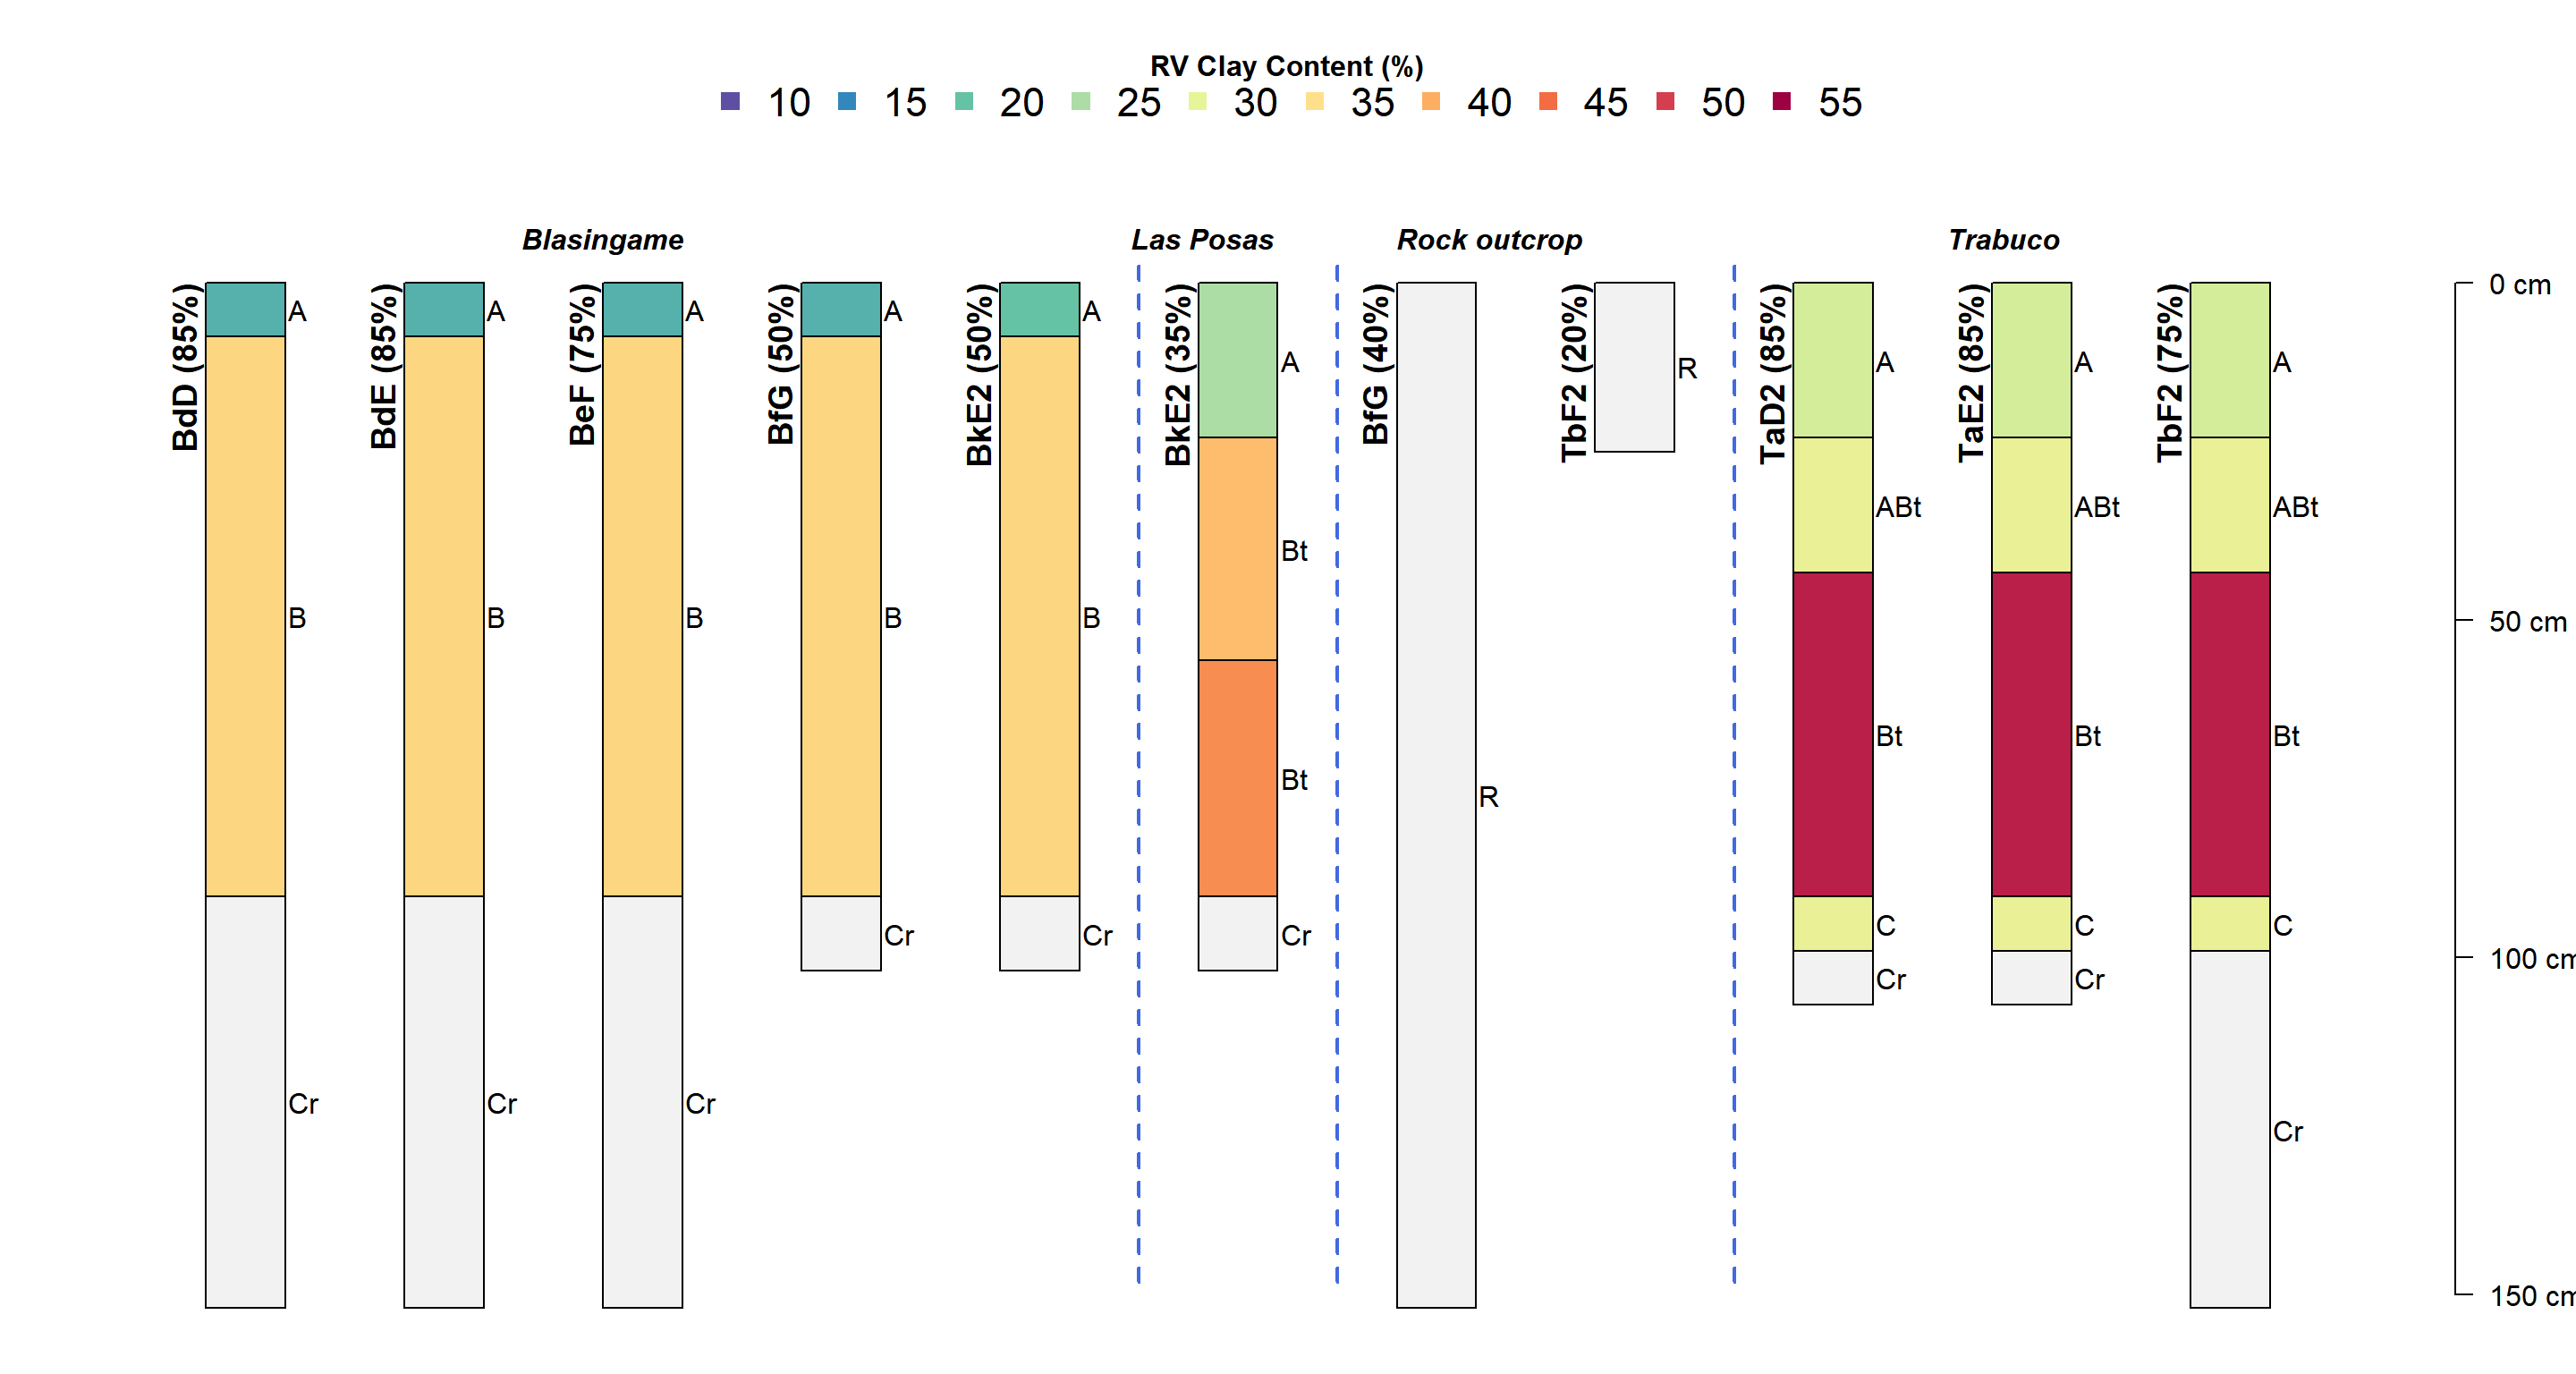 RV Clay Content (%)
10 15 20 25 30 35 40 45 50 55
Blasingame Las Posas Rock outcrop Trabuco
BdD (85%)
A
B
Cr
BdE (85%)
A
B
Cr
BeF (75%)
A
B
Cr
BfG (50%)
A
B
Cr
BkE2 (50%)
A
B
Cr
BkE2 (35%)
A
Bt
Bt
Cr
BfG (40%)
R
TbF2 (20%)
R
TaD2 (85%)
A
ABt
Bt
C
Cr
TaE2 (85%)
A
ABt
Bt
C
Cr
TbF2 (75%)
A
ABt
Bt
C
Cr
0 cm
50 cm
100 cm
150 cm